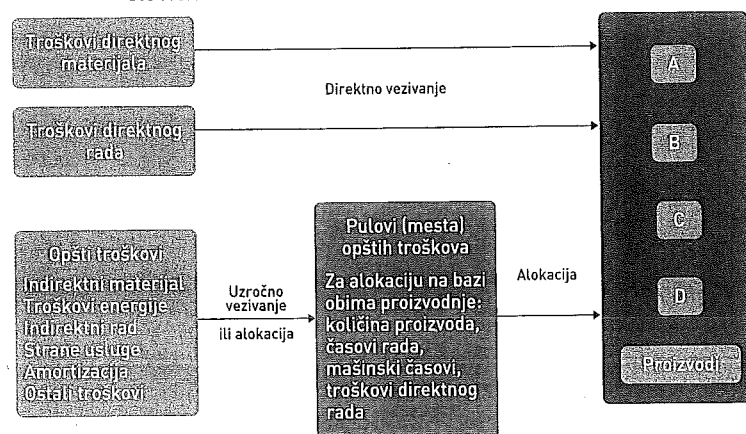 Troškovi direktnog
materijala
Direktno vezivanje
Troškovi direktnog
rada
Opšti troškovi
Indirektni materijal
Troškovi energije
Indirektni rad
Strane usluge
Amortizacija
Ostali troškovi
Uzročno
vezivanje
ili alokacija
Pulovi (mesta)
opštih troškova
Za alokaciju na bazi
obima proizvodnje:
količina proizvoda,
časovi rada,
mašinski časovi,
troškovi direktnog
rada
Alokacija
A
B
C
D
Proizvodi